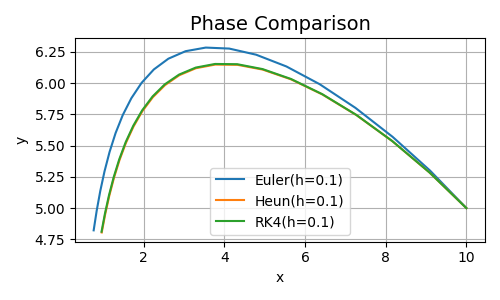 Phase Comparison
6.25
6.00
5.75
5.50
5.25
5.00
4.75
y
Euler(h=0.1)
Heun(h=0.1)
RK4(h=0.1)
2 4 6 8 10
x